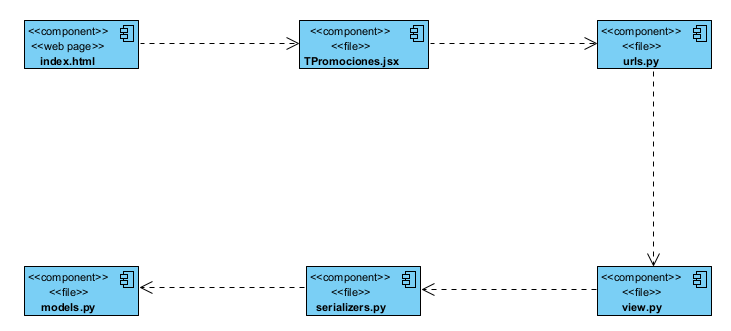 <<component>>
<<web page>>
index.html
<<component>>
<<file>>
TPromociones.jsx
<<component>>
<<file>>
urls.py
<<component>>
<<file>>
models.py
<<component>>
<<file>>
serializers.py
<<component>>
<<file>>
view.py